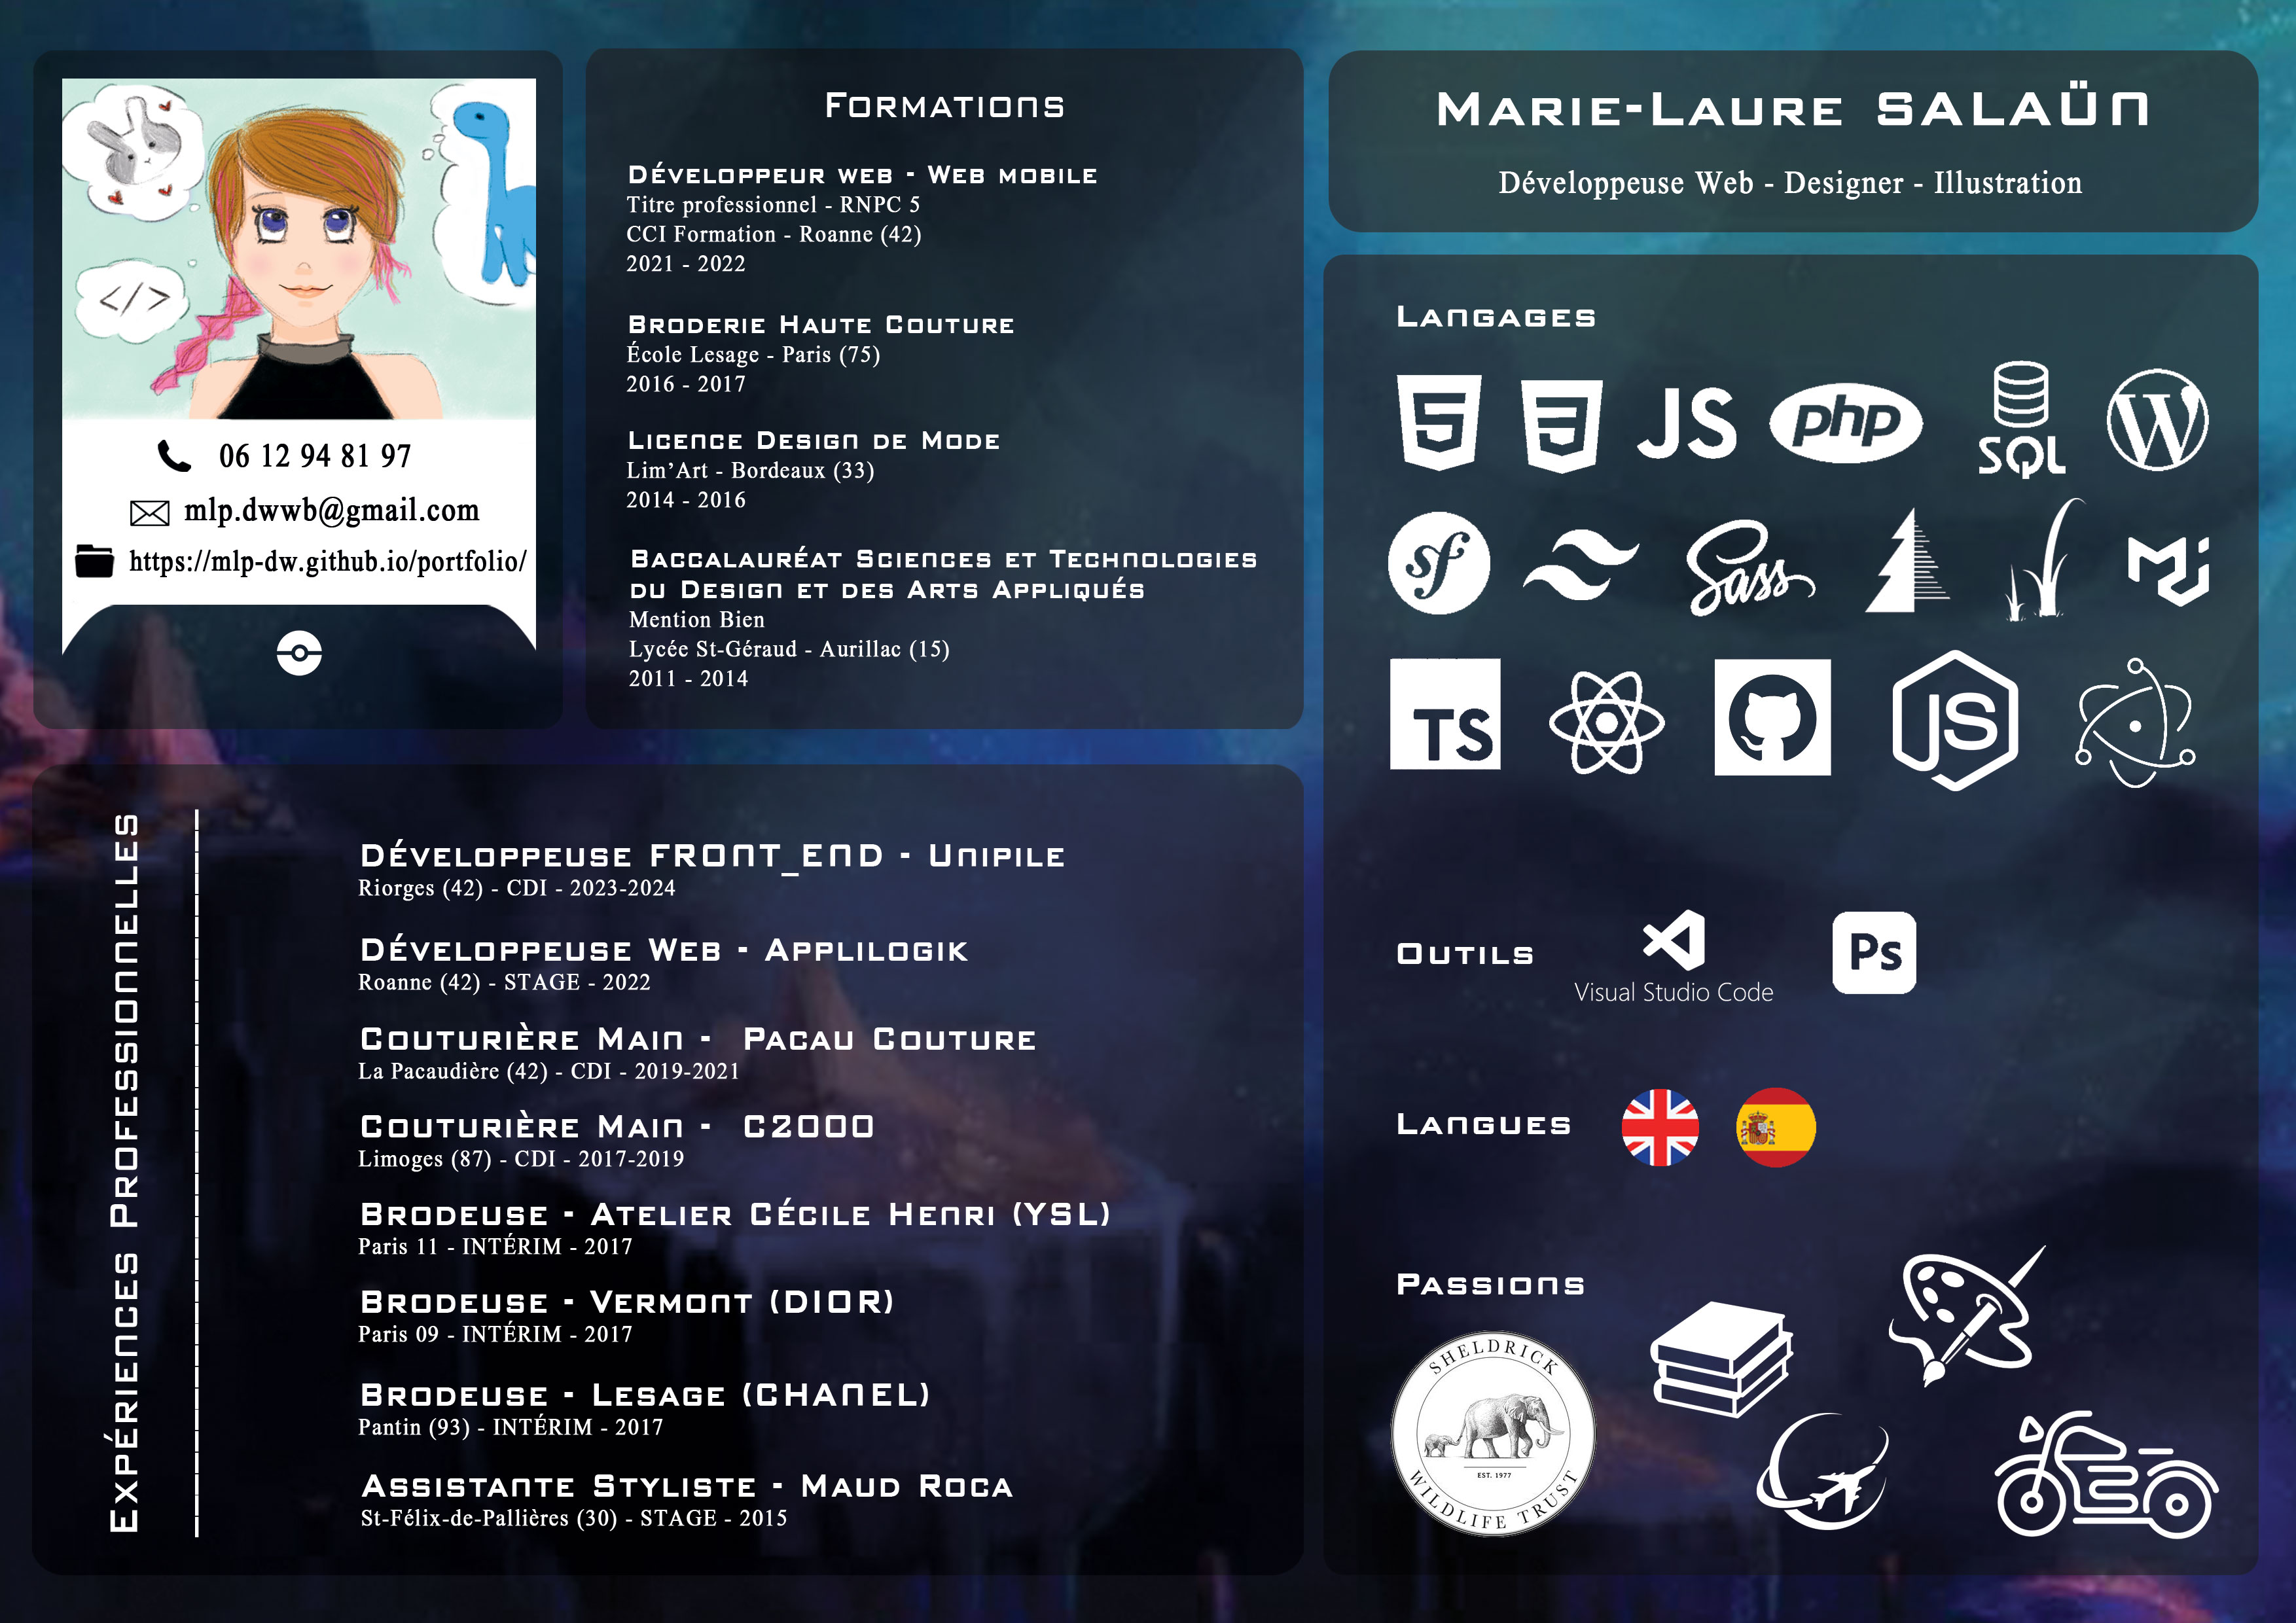 </>
06 12 94 81 97
mlp.dwwb@gmail.com
https://mlp-dw.github.io/portfolio/
Formations
Développeur web - Web mobile
Titre professionnel - RNPC 5
CCI Formation - Roanne (42)
2021 - 2022
Broderie Haute Couture
École Lesage - Paris (75)
2016 - 2017
Licence Design de Mode
Lim'Art - Bordeaux (33)
2014 - 2016
Baccalauréat Sciences et Technologies
du Design et des Arts Appliqués
Mention Bien
Lycée St-Géraud - Aurillac (15)
2011 - 2014
Marie-Laure SALAÜN
Développeuse Web - Designer - Illustration
Langages
5 3 JS php SQL W
sf Sass
TS JS
Outils
Visual Studio Code
Ps
Langues
Passions
SHELDRICK
EST. 1977
WILDLIFE TRUST
Expériences Professionnelles
Développeuse FRONT_END - Unipile
Riorges (42) - CDI - 2023-2024
Développeuse Web - Applilogik
Roanne (42) - STAGE - 2022
Couturière Main - Pacau Couture
La Pacaudière (42) - CDI - 2019-2021
Couturière Main - C2000
Limoges (87) - CDI - 2017-2019
Brodeuse - Atelier Cécile Henri (YSL)
Paris 11 - INTÉRIM - 2017
Brodeuse - Vermont (DIOR)
Paris 09 - INTÉRIM - 2017
Brodeuse - Lesage (CHANEL)
Pantin (93) - INTÉRIM - 2017
Assistante Styliste - Maud Roca
St-Félix-de-Pallières (30) - STAGE - 2015